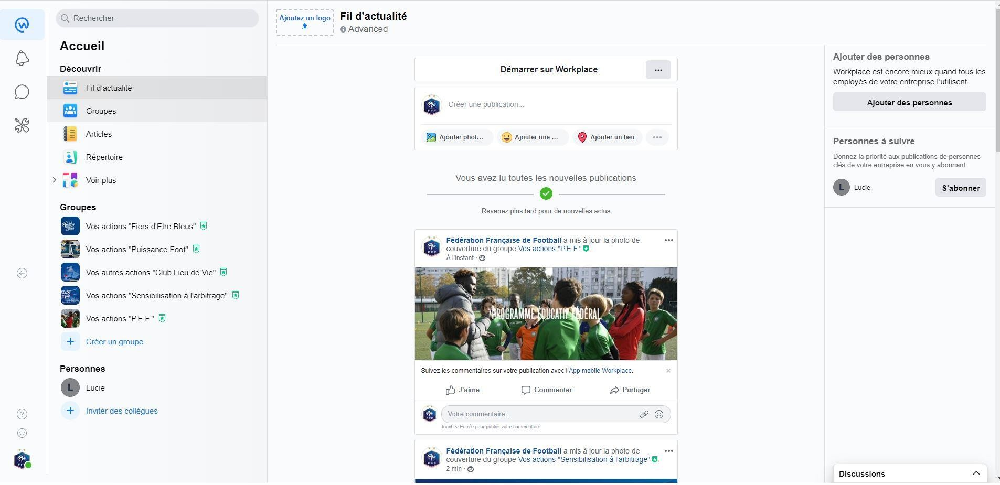 Rechercher
Accueil
Découvrir
Fil d’actualité
Groupes
Articles
Répertoire
Voir plus
Groupes
Vos actions "Fiers d'Etre Bleus"
Vos actions "Puissance Foot"
Vos autres actions "Club Lieu de Vie"
Vos actions "Sensibilisation à l'arbitrage"
Vos actions "P.E.F."
Créer un groupe
Personnes
L Lucie
Inviter des collègues
Ajoutez un logo
Fil d’actualité
Advanced
Démarrer sur Workplace
Créer une publication...
Ajouter phot...
Ajouter une ...
Ajouter un lieu
Vous avez lu toutes les nouvelles publications
Revenez plus tard pour de nouvelles actus
Fédération Française de Football a mis à jour la photo de
couverture du groupe Vos actions "P.E.F."
À l’instant ·
PROGRAMME ÉDUCATIF FÉDÉRAL
Suivez les commentaires sur votre publication avec l’App mobile Workplace.
J’aime
Commenter
Partager
FFF
Votre commentaire...
Touchez Entrée pour publier votre commentaire.
Fédération Française de Football a mis à jour la photo de
couverture du groupe Vos actions "Sensibilisation à l'arbitrage"
2 min ·
Ajouter des personnes
Workplace est encore mieux quand tous les
employés de votre entreprise l’utilisent.
Ajouter des personnes
Personnes à suivre
Donnez la priorité aux publications de personnes
clés de votre entreprise en vous y abonnant.
L Lucie
S’abonner
Discussions